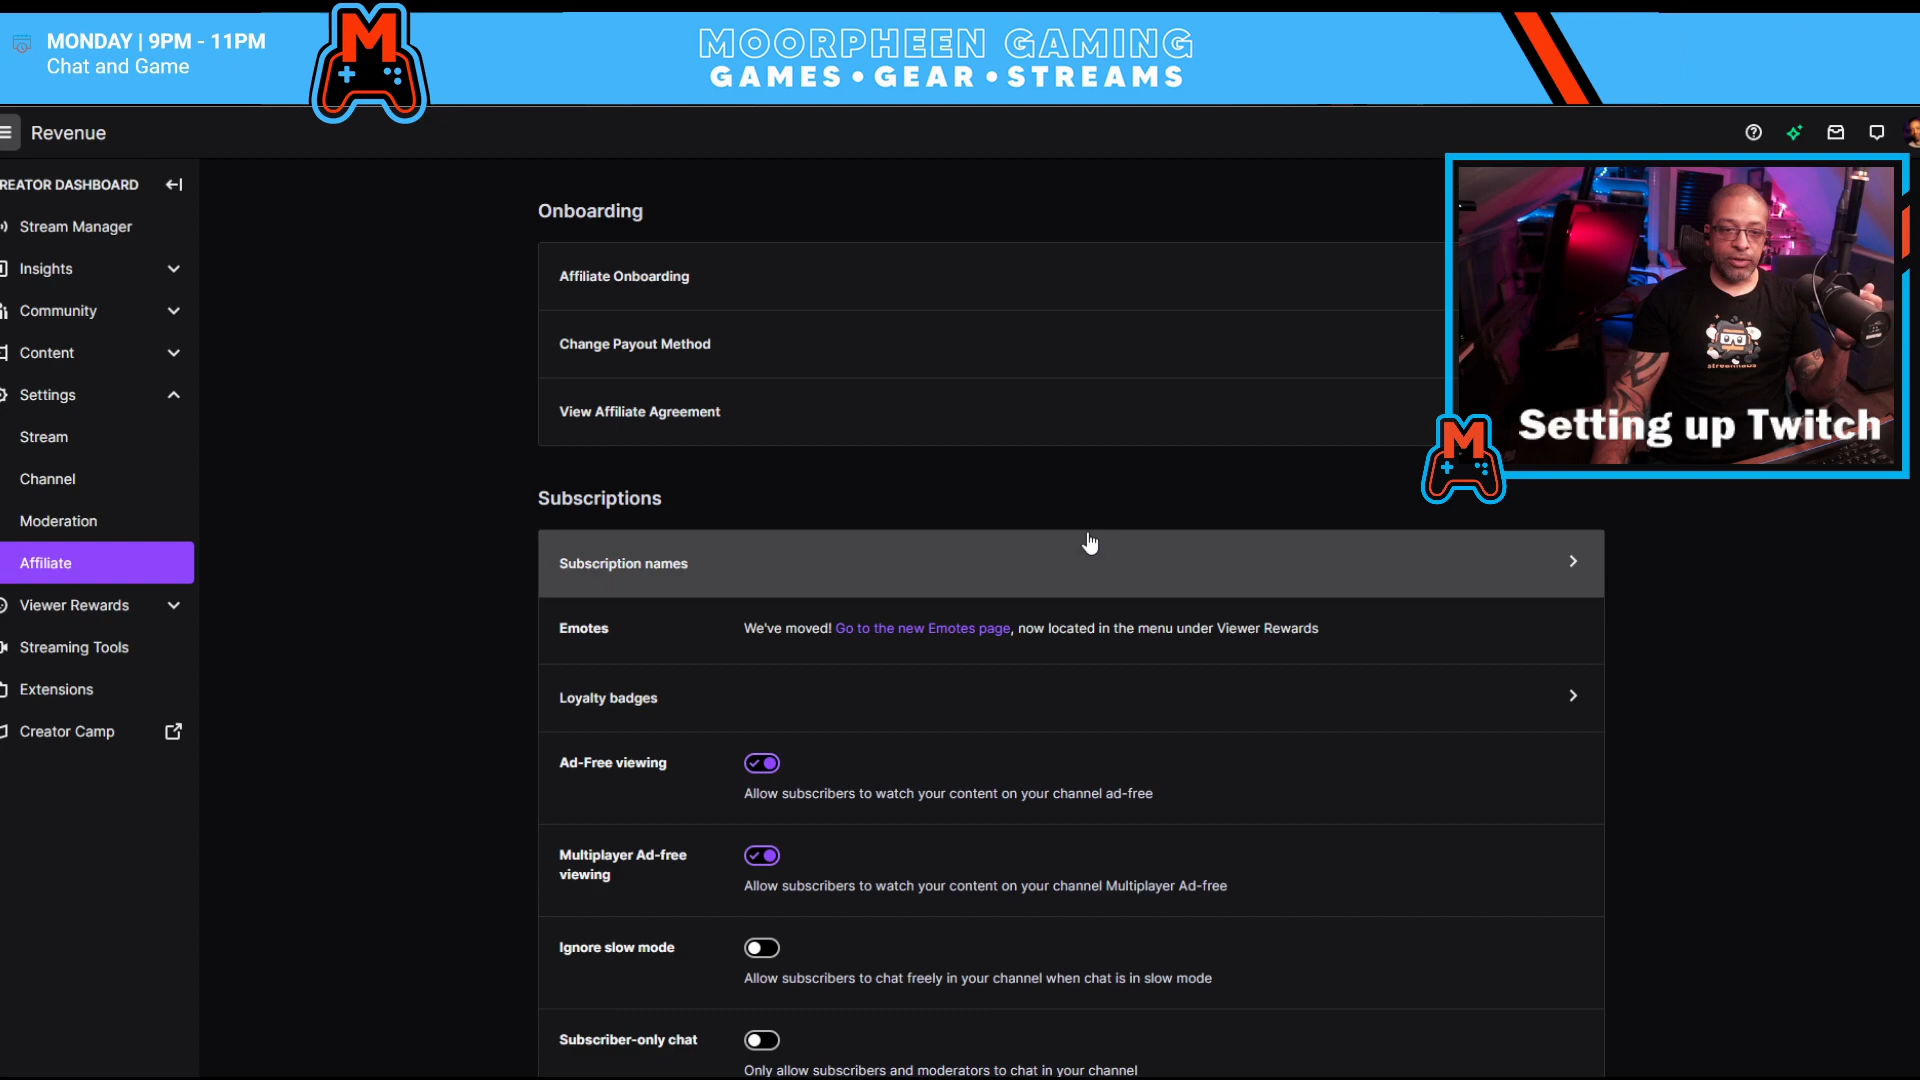 MONDAY | 9PM - 11PM
Chat and Game
M
MOORPHEEN GAMING
GAMES • GEAR • STREAMS
Revenue
REATOR DASHBOARD
Stream Manager
Insights
Community
Content
Settings
Stream
Channel
Moderation
Affiliate
Viewer Rewards
Streaming Tools
Extensions
Creator Camp
Onboarding
Affiliate Onboarding
Change Payout Method
View Affiliate Agreement
Setting up Twitch
M
Subscriptions
Subscription names
Emotes We've moved! Go to the new Emotes page, now located in the menu under Viewer Rewards
Loyalty badges
Ad-Free viewing
Allow subscribers to watch your content on your channel ad-free
Multiplayer Ad-free
viewing
Allow subscribers to watch your content on your channel Multiplayer Ad-free
Ignore slow mode
Allow subscribers to chat freely in your channel when chat is in slow mode
Subscriber-only chat
Only allow subscribers and moderators to chat in your channel